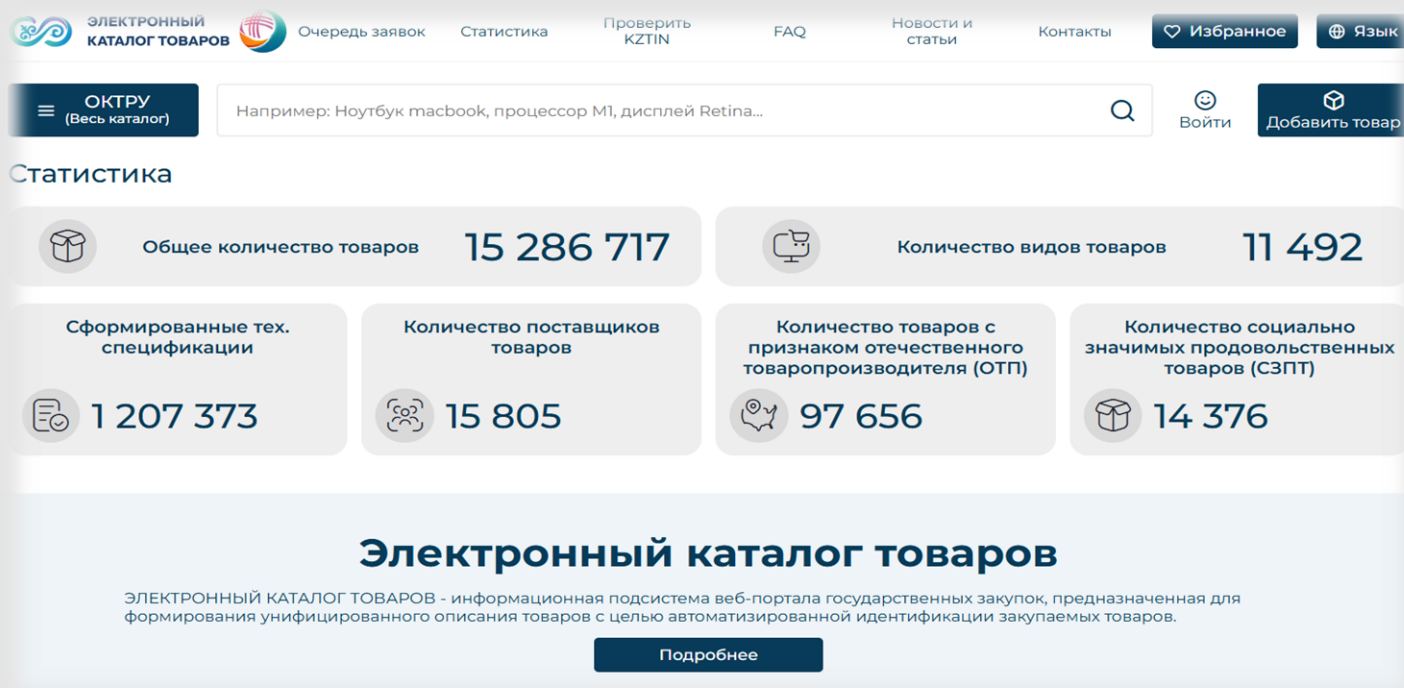 ЭЛЕКТРОННЫЙ
КАТАЛОГ ТОВАРОВ
Очередь заявок
Статистика
Проверить
KZTIN
FAQ
Новости и
статьи
Контакты
Избранное
Язык
ОКТРУ
(Весь каталог)
Например: Ноутбук macbook, процессор M1, дисплей Retina...
Войти
Добавить товар
Статистика
Общее количество товаров 15 286 717
Количество видов товаров 11 492
Сформированные тех.
спецификации
1 207 373
Количество поставщиков
товаров
15 805
Количество товаров с
признаком отечественного
товаропроизводителя (ОТП)
97 656
Количество социально
значимых продовольственных
товаров (СЗПТ)
14 376
Электронный каталог товаров
ЭЛЕКТРОННЫЙ КАТАЛОГ ТОВАРОВ - информационная подсистема веб-портала государственных закупок, предназначенная для
формирования унифицированного описания товаров с целью автоматизированной идентификации закупаемых товаров.
Подробнее